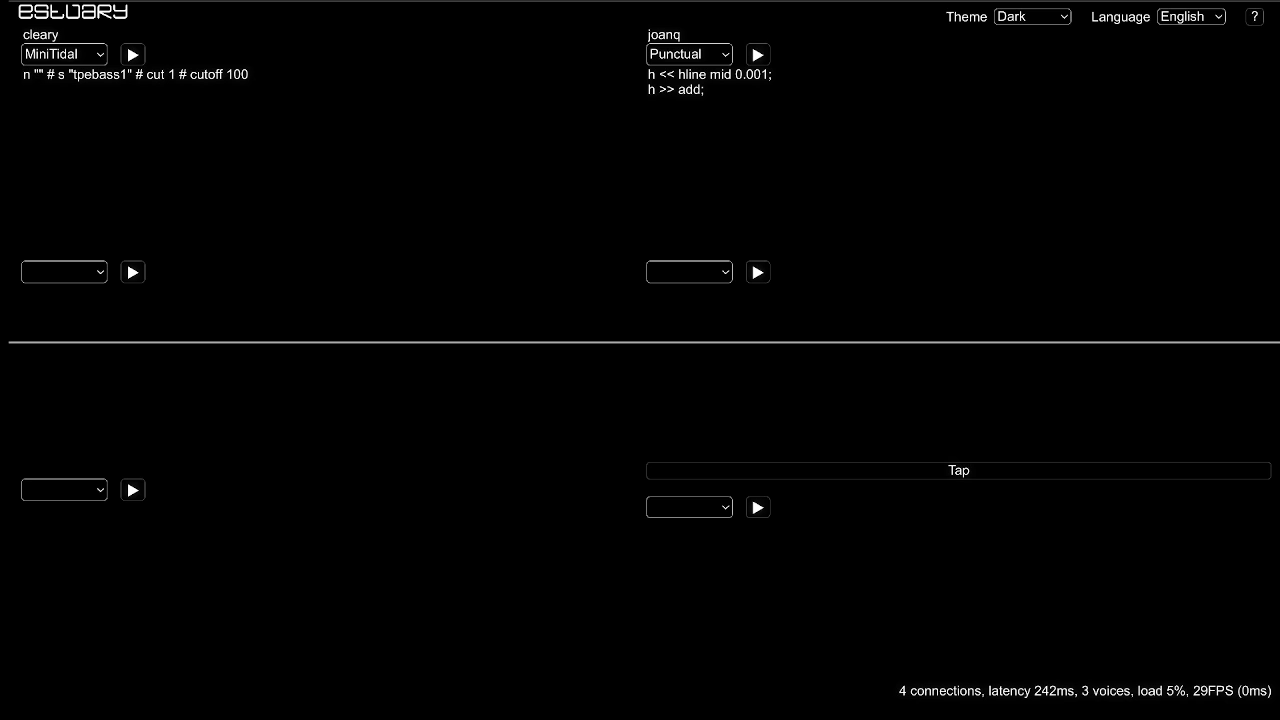 estuary
Theme Dark Language English ?
cleary
MiniTidal
n "" # s "tpebass1" # cut 1 # cutoff 100
joanq
Punctual
h << hline mid 0.001;
h >> add;
Tap
4 connections, latency 242ms, 3 voices, load 5%, 29FPS (0ms)